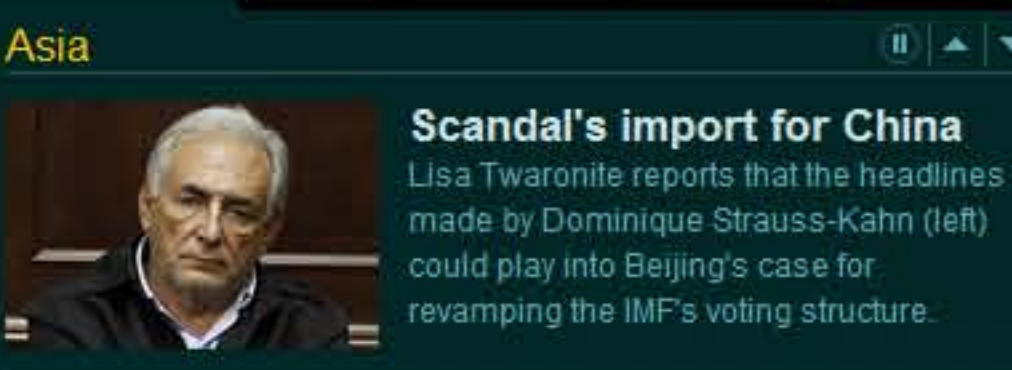 Asia
Scandal's import for China
Lisa Twaronite reports that the headlines
made by Dominique Strauss-Kahn (left)
could play into Beijing's case for
revamping the IMF's voting structure.